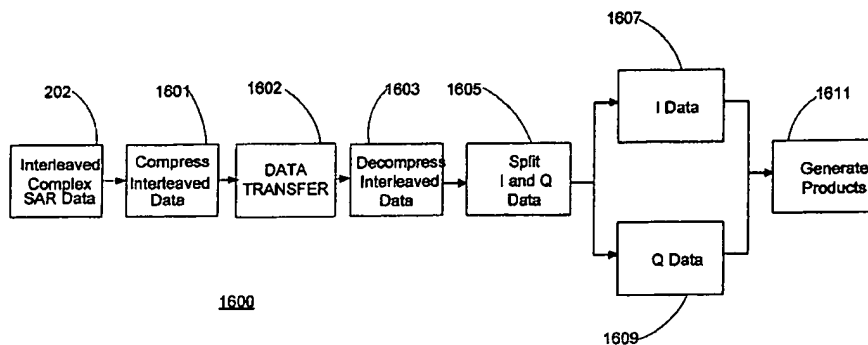 1607
202
1601
1602
1603
1605
I Data
1611
Interleaved
Complex
SAR Data
Compress
Interleaved
Data
DATA
TRANSFER
Decompress
Interleaved
Data
Split
I and Q
Data
Generate
Products
Q Data
1600
1609